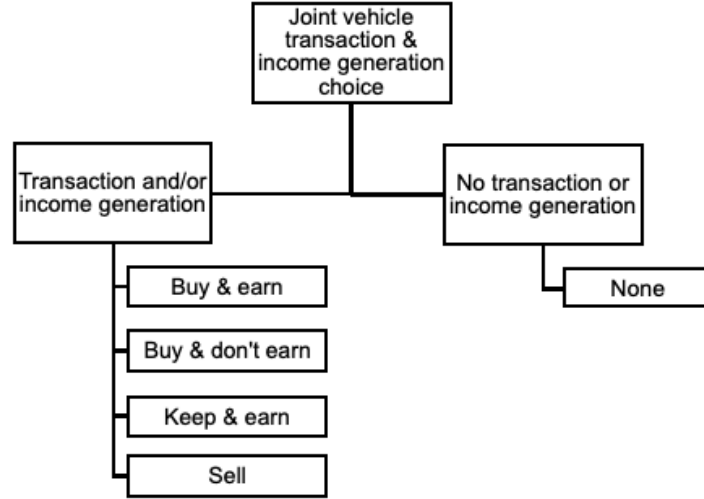 Joint vehicle
transaction &
income generation
choice
Transaction and/or
income generation
No transaction or
income generation
Buy & earn
None
Buy & don't earn
Keep & earn
Sell